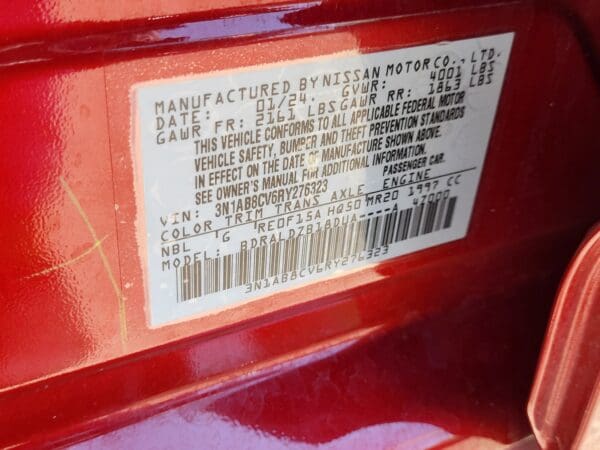 MANUFACTURED BY NISSAN MOTOR CO., LTD.
DATE: 01/24. GVWR: 4001 LBS
GAWR FR: 2161 LBS GAWR RR: 1863 LBS
THIS VEHICLE CONFORMS TO ALL APPLICABLE FEDERAL MOTOR
VEHICLE SAFETY, BUMPER AND THEFT PREVENTION STANDARDS
IN EFFECT ON THE DATE OF MANUFACTURE SHOWN ABOVE.
SEE OWNER'S MANUAL FOR ADDITIONAL INFORMATION.
VIN: 3N1AB8CV6RY276323 PASSENGER CAR.
COLOR TRIM TRANS AXLE ENGINE
NBL G RE0F15A HQ50 MR20 1997 CC
MODEL: BDRALDZB18DUA----A 47000
3N1AB8CV6RY276323